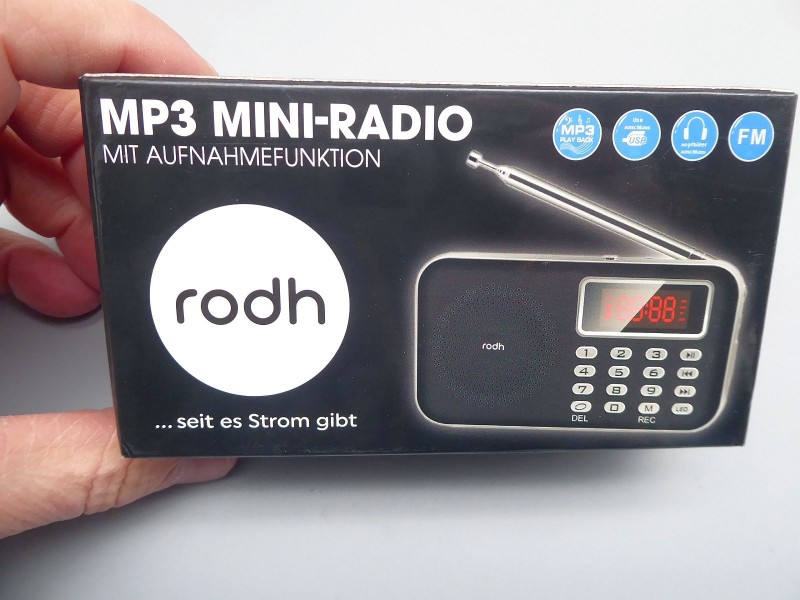 MP3 MINI-RADIO
MIT AUFNAHMEFUNKTION
MP3
PLAY BACK
USB
FM
rodh
...seit es Strom gibt
rodh
1 2 3
4 5 6
7 8 9
0 M LED
DEL REC